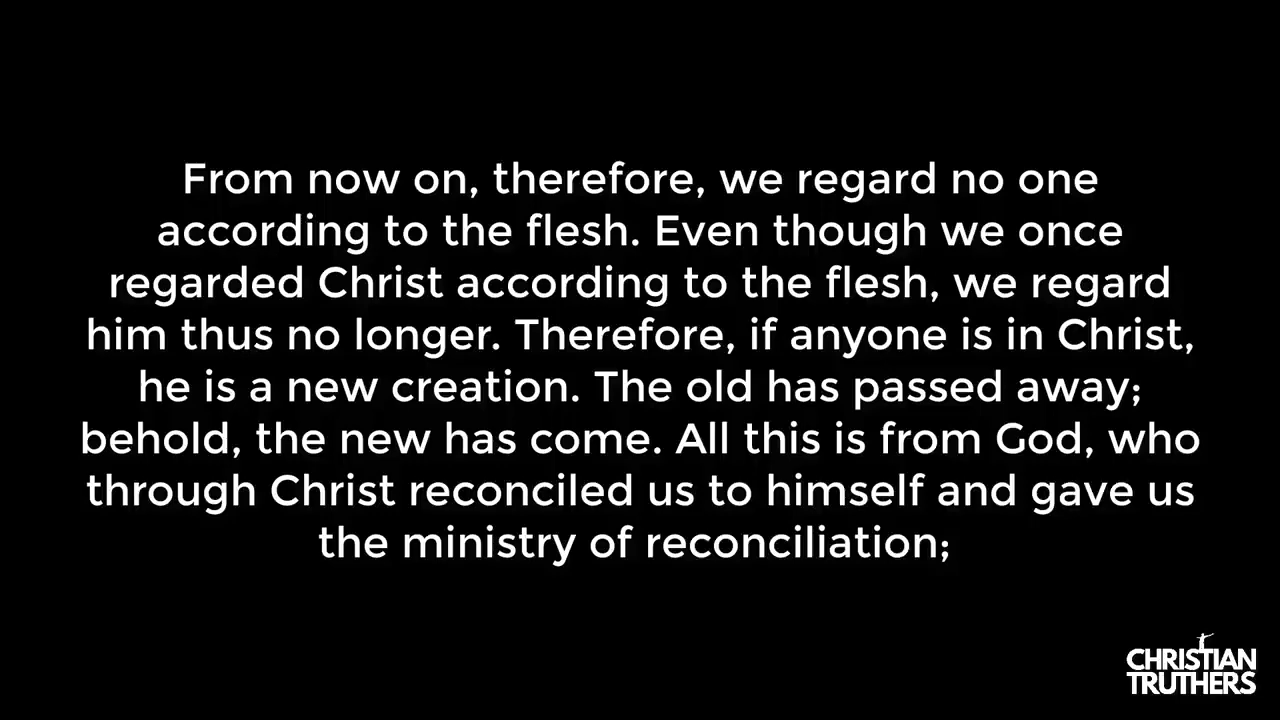 From now on, therefore, we regard no one
according to the flesh. Even though we once
regarded Christ according to the flesh, we regard
him thus no longer. Therefore, if anyone is in Christ,
he is a new creation. The old has passed away;
behold, the new has come. All this is from God, who
through Christ reconciled us to himself and gave us
the ministry of reconciliation;
CHRISTIAN
TRUTHERS